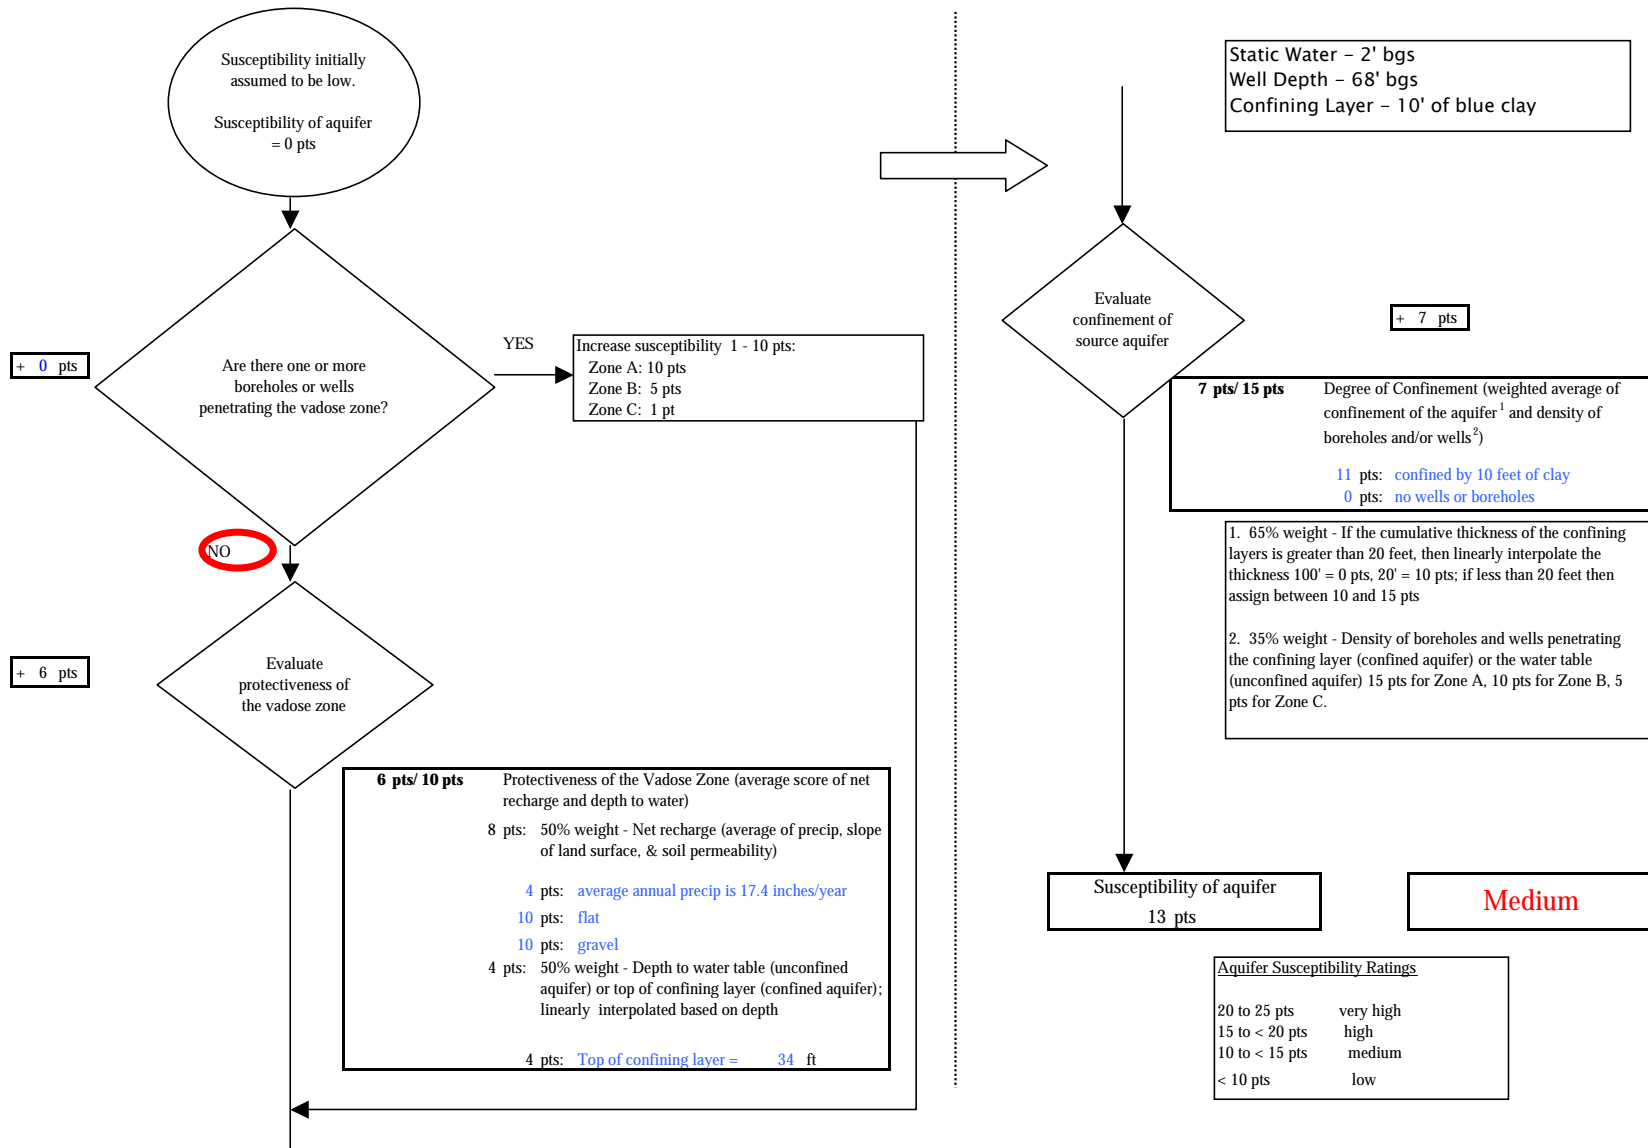 Susceptibility initially
assumed to be low.
Susceptibility of aquifer
= 0 pts
+ 0 pts
Are there one or more
boreholes or wells
penetrating the vadose zone?
YES
Increase susceptibility 1 - 10 pts:
Zone A: 10 pts
Zone B: 5 pts
Zone C: 1 pt
NO
+ 6 pts
Evaluate
protectiveness of
the vadose zone
6 pts/ 10 pts Protectiveness of the Vadose Zone (average score of net
recharge and depth to water)
8 pts: 50% weight - Net recharge (average of precip, slope
of land surface, & soil permeability)
4 pts: average annual precip is 17.4 inches/year
10 pts: flat
10 pts: gravel
4 pts: 50% weight - Depth to water table (unconfined
aquifer) or top of confining layer (confined aquifer);
linearly interpolated based on depth
4 pts: Top of confining layer = 34 ft
Static Water – 2' bgs
Well Depth – 68' bgs
Confining Layer – 10' of blue clay
Evaluate
confinement of
source aquifer
+ 7 pts
7 pts/ 15 pts Degree of Confinement (weighted average of
confinement of the aquifer1 and density of
boreholes and/or wells2)
11 pts: confined by 10 feet of clay
0 pts: no wells or boreholes
1. 65% weight - If the cumulative thickness of the confining
layers is greater than 20 feet, then linearly interpolate the
thickness 100' = 0 pts, 20' = 10 pts; if less than 20 feet then
assign between 10 and 15 pts
2. 35% weight - Density of boreholes and wells penetrating
the confining layer (confined aquifer) or the water table
(unconfined aquifer) 15 pts for Zone A, 10 pts for Zone B, 5
pts for Zone C.
Susceptibility of aquifer
13 pts
Medium
Aquifer Susceptibility Ratings
20 to 25 pts very high
15 to < 20 pts high
10 to < 15 pts medium
< 10 pts low